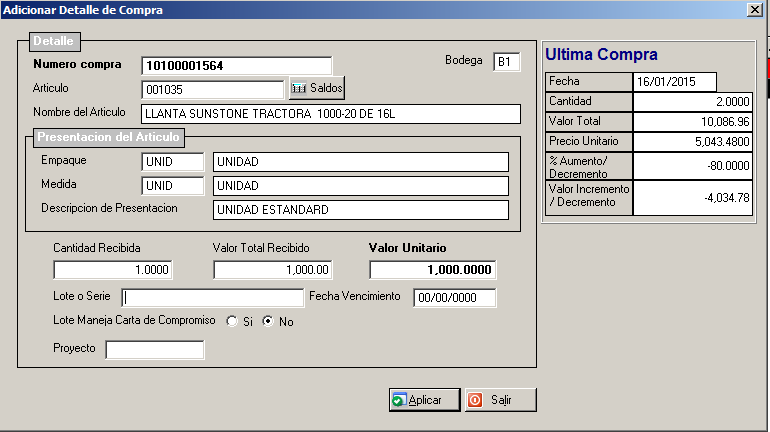 Adicionar Detalle de Compra
Detalle
Numero compra 10100001564 Bodega B1
Articulo 001035 Saldos
Nombre del Articulo LLANTA SUNSTONE TRACTORA 1000-20 DE 16L
Presentacion del Articulo
Empaque UNID UNIDAD
Medida UNID UNIDAD
Descripcion de Presentacion UNIDAD ESTANDARD
Cantidad Recibida Valor Total Recibido Valor Unitario
1.0000 1,000.00 1,000.0000
Lote o Serie Fecha Vencimiento 00/00/0000
Lote Maneja Carta de Compromiso Si No
Proyecto
Aplicar Salir
Ultima Compra
Fecha 16/01/2015
Cantidad 2.0000
Valor Total 10,086.96
Precio Unitario 5,043.4800
% Aumento/
Decremento -80.0000
Valor Incremento
/ Decremento -4,034.78